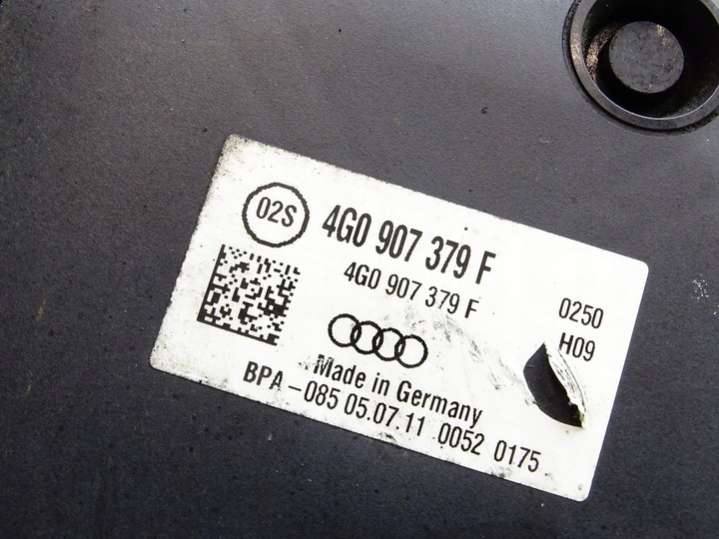 02S 4G0 907 379 F
4G0 907 379 F 0250
H09
Made in Germany
BPA-085 05.07.11 0052 0175